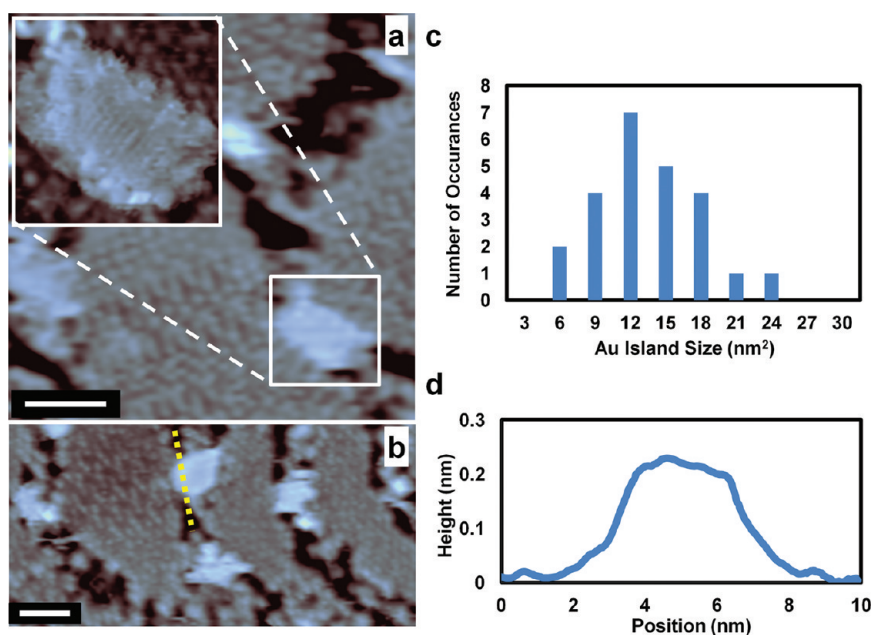 a
b
c
Number of Occurances
8
7
6
5
4
3
2
1
0
3 6 9 12 15 18 21 24 27 30
Au Island Size (nm²)
d
Height (nm)
0.3
0.2
0.1
0
0 2 4 6 8 10
Position (nm)